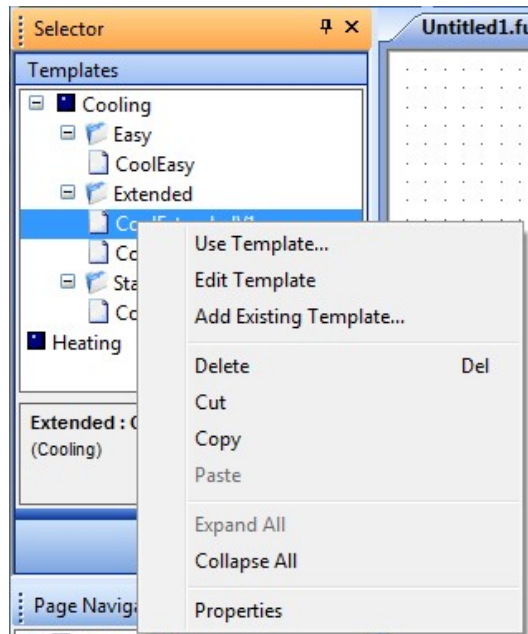 Selector
Untitled1.fu
Templates
Cooling
Easy
CoolEasy
Extended
Use Template...
Edit Template
Add Existing Template...
Delete Del
Cut
Copy
Paste
Expand All
Collapse All
Properties
Heating
Extended :
(Cooling)
Page Naviga